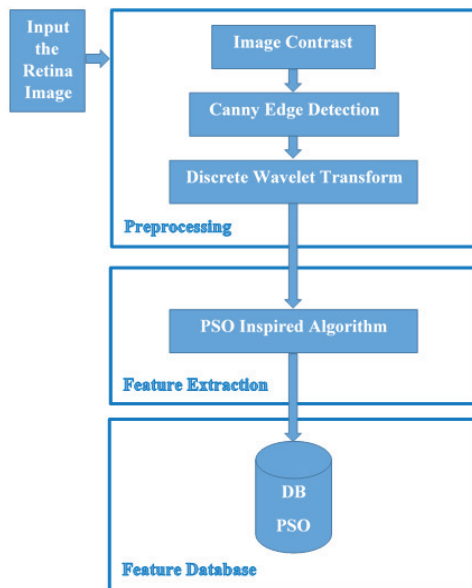 Input
the
Retina
Image
Image Contrast
Canny Edge Detection
Discrete Wavelet Transform
Preprocessing
PSO Inspired Algorithm
Feature Extraction
DB
PSO
Feature Database